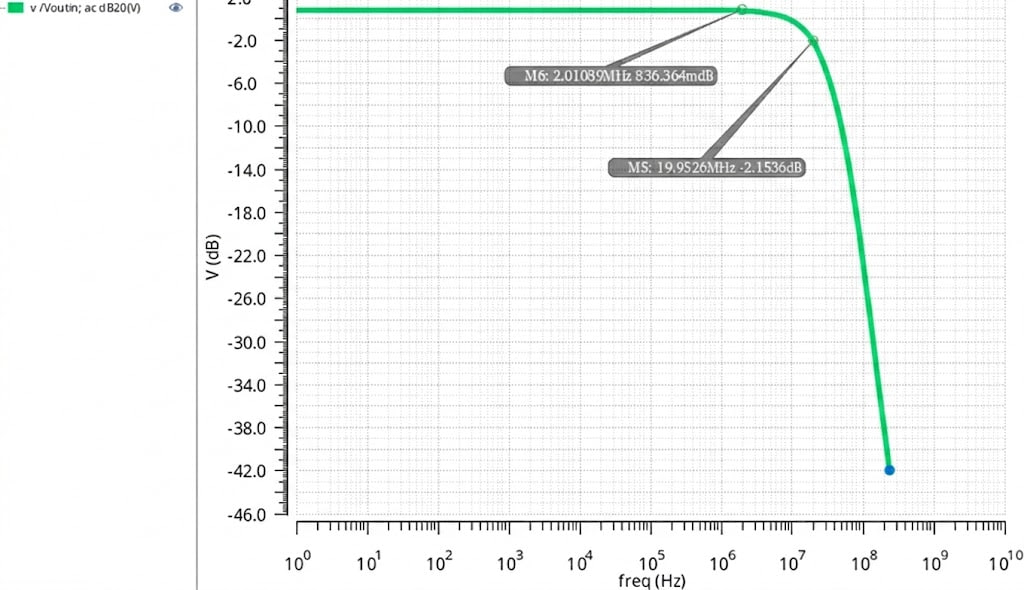 v /Voutin; ac dB20(V)
2.0
-2.0
-6.0
-10.0
-14.0
-18.0
-22.0
-26.0
-30.0
-34.0
-38.0
-42.0
-46.0
V (dB)
M6: 2.01089MHz 836.364mdB
M5: 19.9526MHz -2.1536dB
10^0 10^1 10^2 10^3 10^4 10^5 10^6 10^7 10^8 10^9 10^10
freq (Hz)